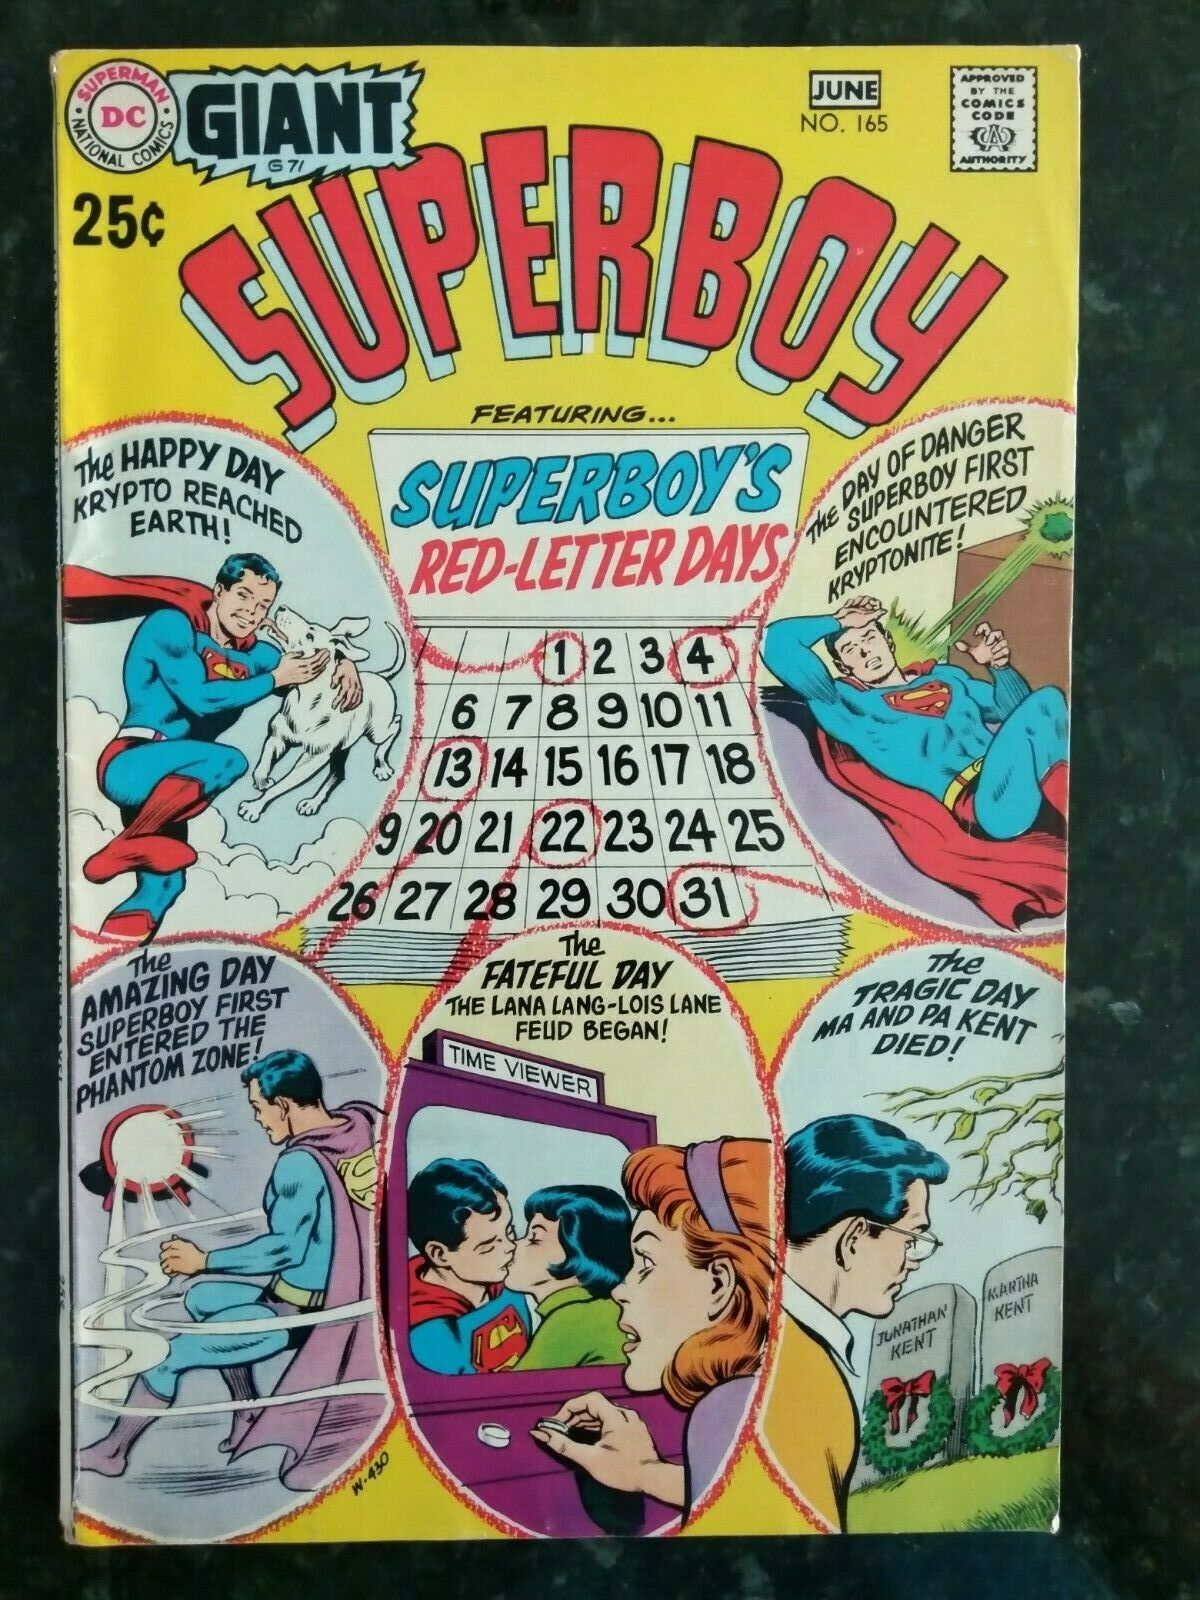 SUPERMAN
DC
NATIONAL COMICS
GIANT
G 71
25¢
JUNE
NO. 165
APPROVED
BY THE
COMICS
CODE
CA
AUTHORITY
SUPERBOY
FEATURING...
SUPERBOY'S
RED-LETTER DAYS
The HAPPY DAY
KRYPTO REACHED
EARTH!
The DAY OF DANGER
SUPERBOY FIRST
ENCOUNTERED
KRYPTONITE!
1 2 3 4
6 7 8 9 10 11
13 14 15 16 17 18
9 20 21 22 23 24 25
26 27 28 29 30 31
The
AMAZING DAY
SUPERBOY FIRST
ENTERED THE
PHANTOM ZONE!
The
FATEFUL DAY
THE LANA LANG-LOIS LANE
FEUD BEGAN!
TIME VIEWER
The
TRAGIC DAY
MA AND PA KENT
DIED!
JONATHAN
KENT
MARTHA
KENT
W-430